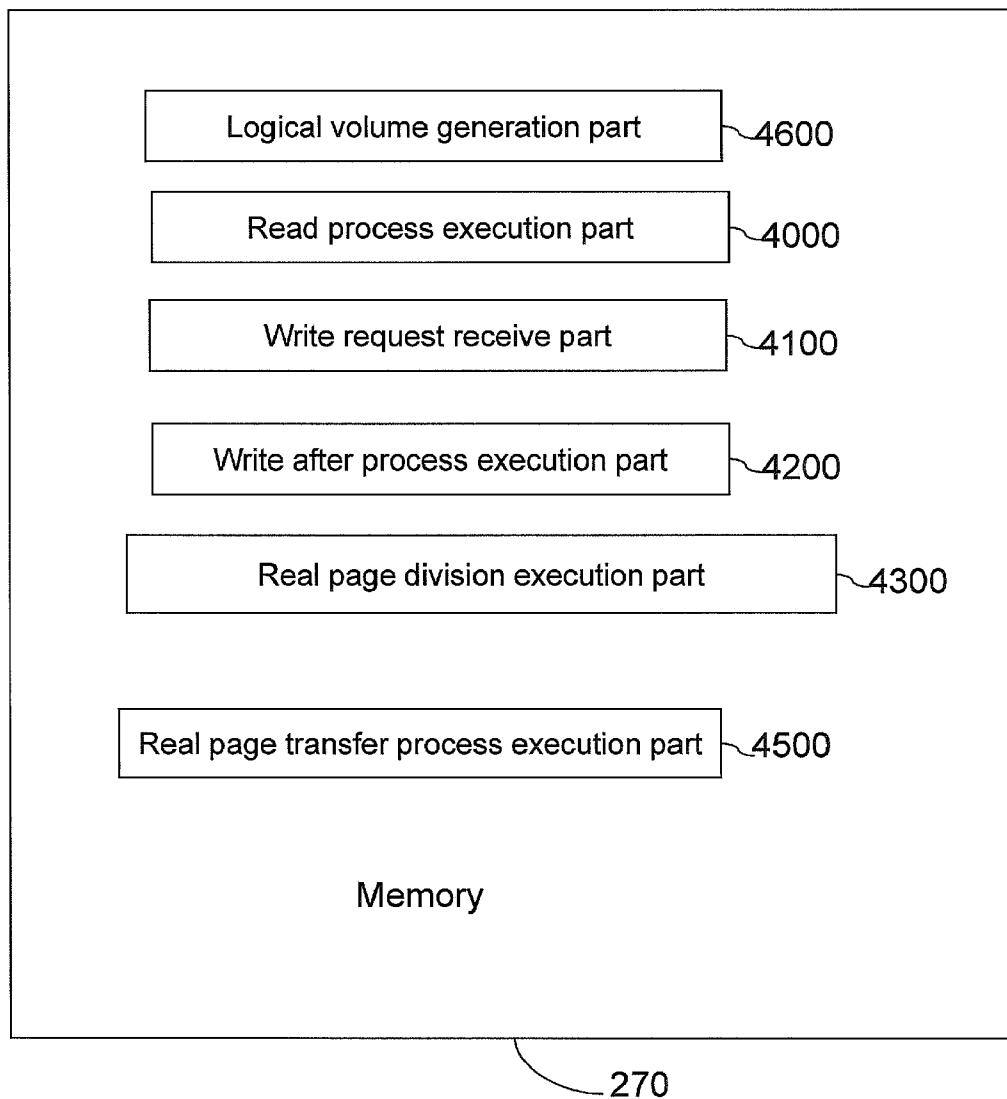 Logical volume generation part 4600
Read process execution part 4000
Write request receive part 4100
Write after process execution part 4200
Real page division execution part 4300
Real page transfer process execution part 4500
Memory
270